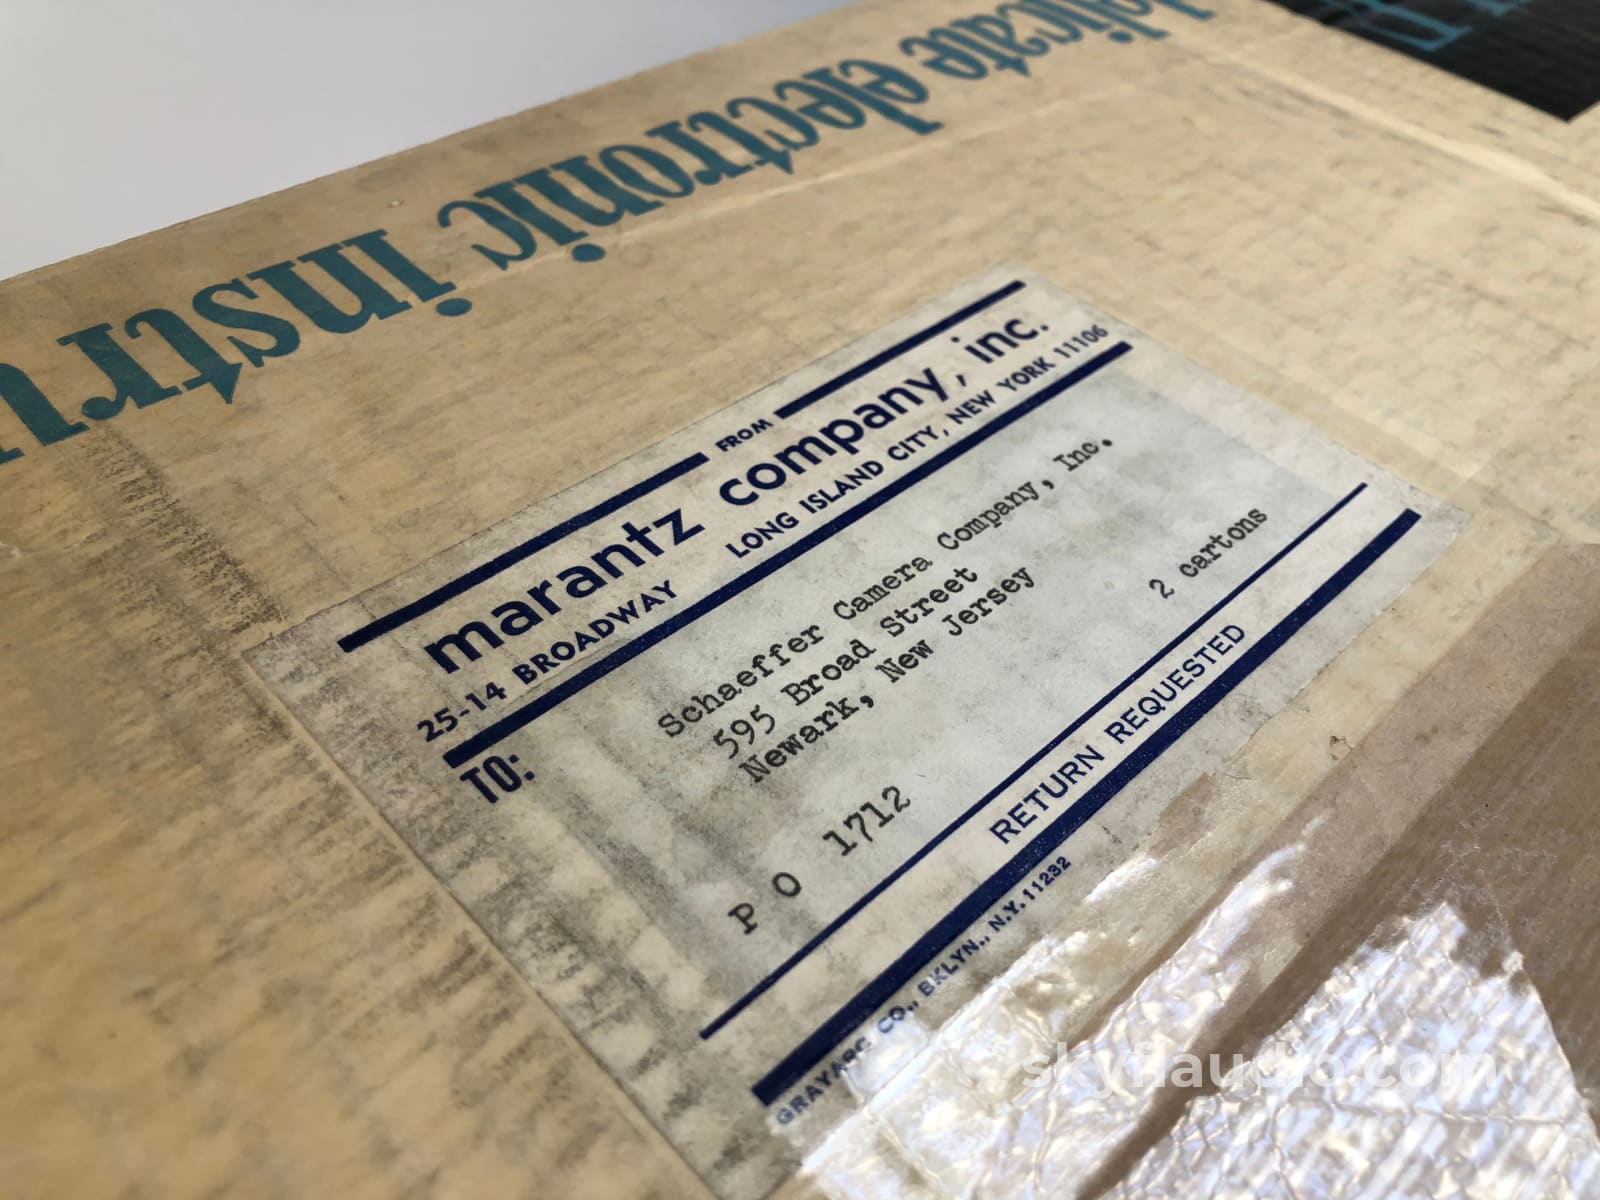 delicate electronic instru
FROM
marantz company, inc.
25-14 BROADWAY LONG ISLAND CITY, NEW YORK 11106
TO:
Schaeffer Camera Company, Inc.
595 Broad Street
Newark, New Jersey
2 cartons
P O 1712
RETURN REQUESTED
GRAYARC CO., BKLYN., N.Y. 11232
skyfiaudio.com